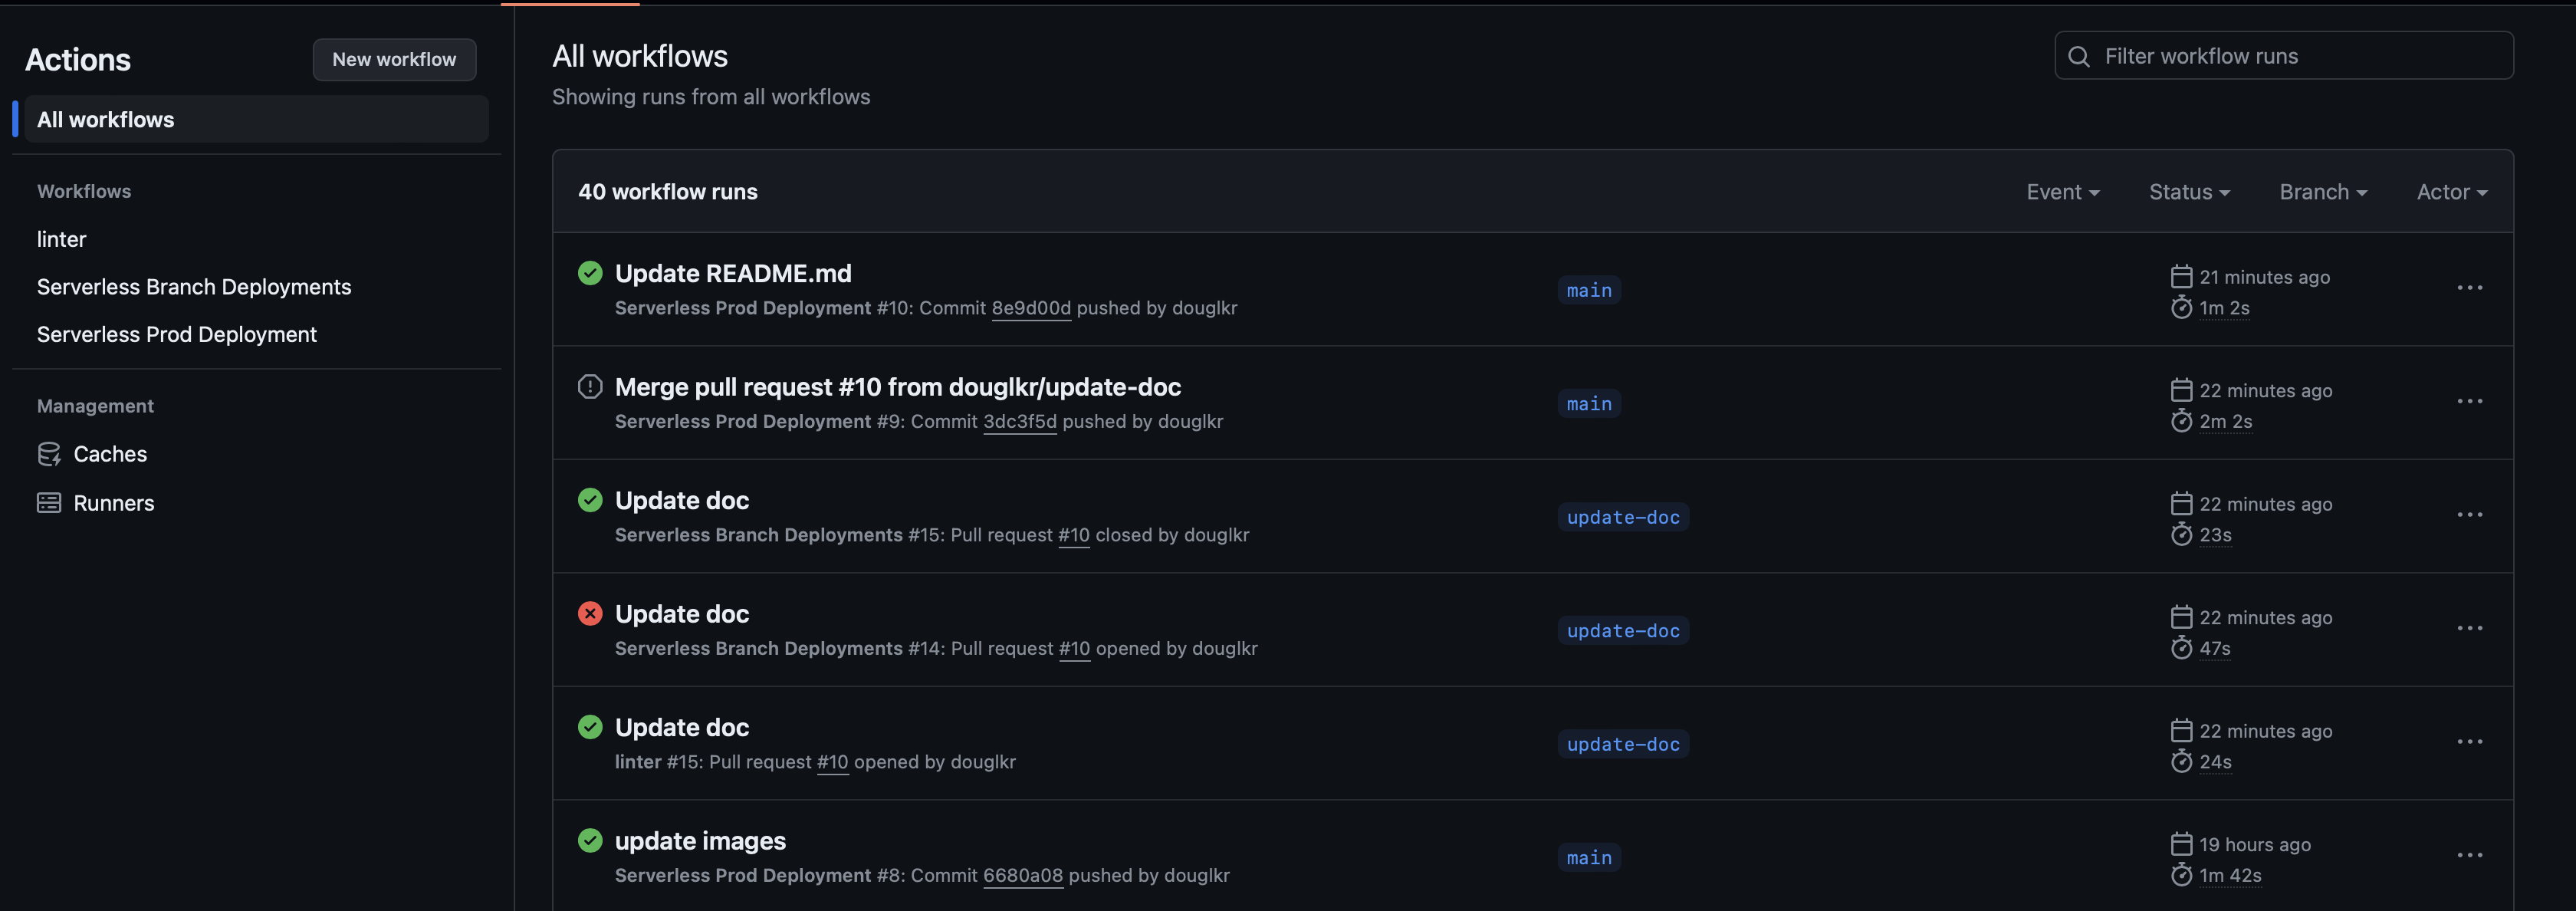 Actions
New workflow
All workflows
Workflows
linter
Serverless Branch Deployments
Serverless Prod Deployment
Management
Caches
Runners
All workflows
Showing runs from all workflows
Filter workflow runs
40 workflow runs
Event
Status
Branch
Actor
Update README.md
Serverless Prod Deployment #10: Commit 8e9d00d pushed by douglkr
main
21 minutes ago
1m 2s
Merge pull request #10 from douglkr/update-doc
Serverless Prod Deployment #9: Commit 3dc3f5d pushed by douglkr
main
22 minutes ago
2m 2s
Update doc
Serverless Branch Deployments #15: Pull request #10 closed by douglkr
update-doc
22 minutes ago
23s
Update doc
Serverless Branch Deployments #14: Pull request #10 opened by douglkr
update-doc
22 minutes ago
47s
Update doc
linter #15: Pull request #10 opened by douglkr
update-doc
22 minutes ago
24s
update images
Serverless Prod Deployment #8: Commit 6680a08 pushed by douglkr
main
19 hours ago
1m 42s